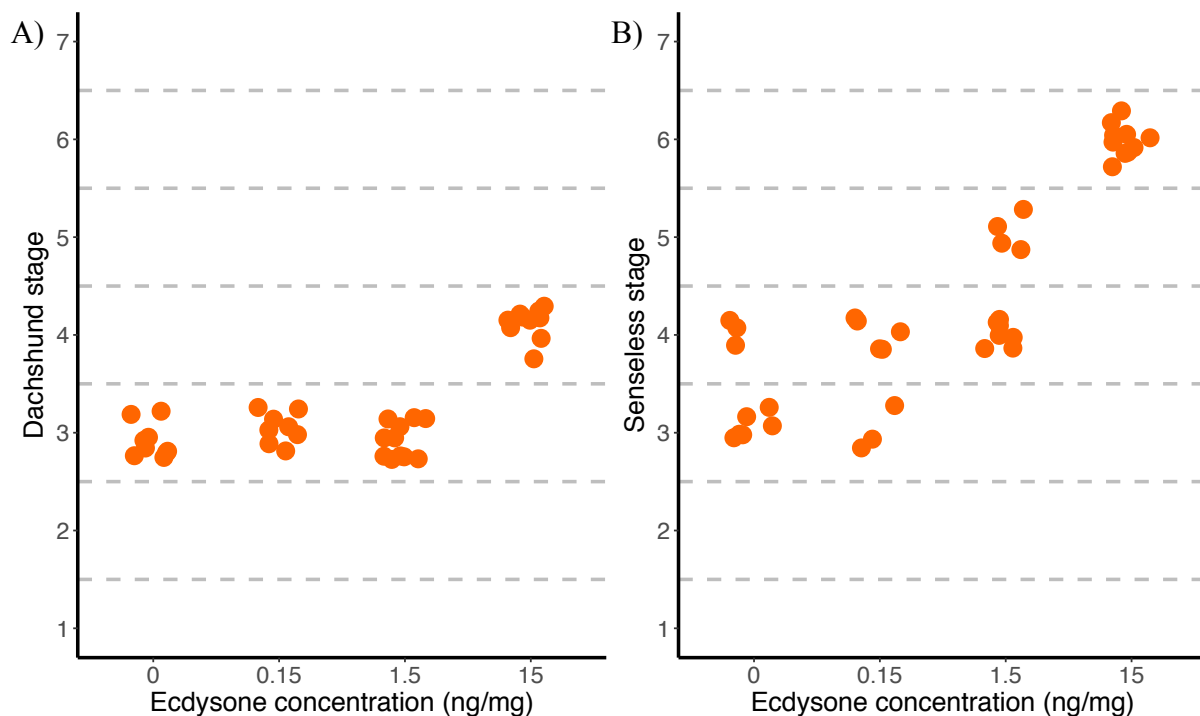 A)
Dachshund stage
7
6
5
4
3
2
1
0 0.15 1.5 15
Ecdysone concentration (ng/mg)
B)
Senseless stage
7
6
5
4
3
2
1
0 0.15 1.5 15
Ecdysone concentration (ng/mg)